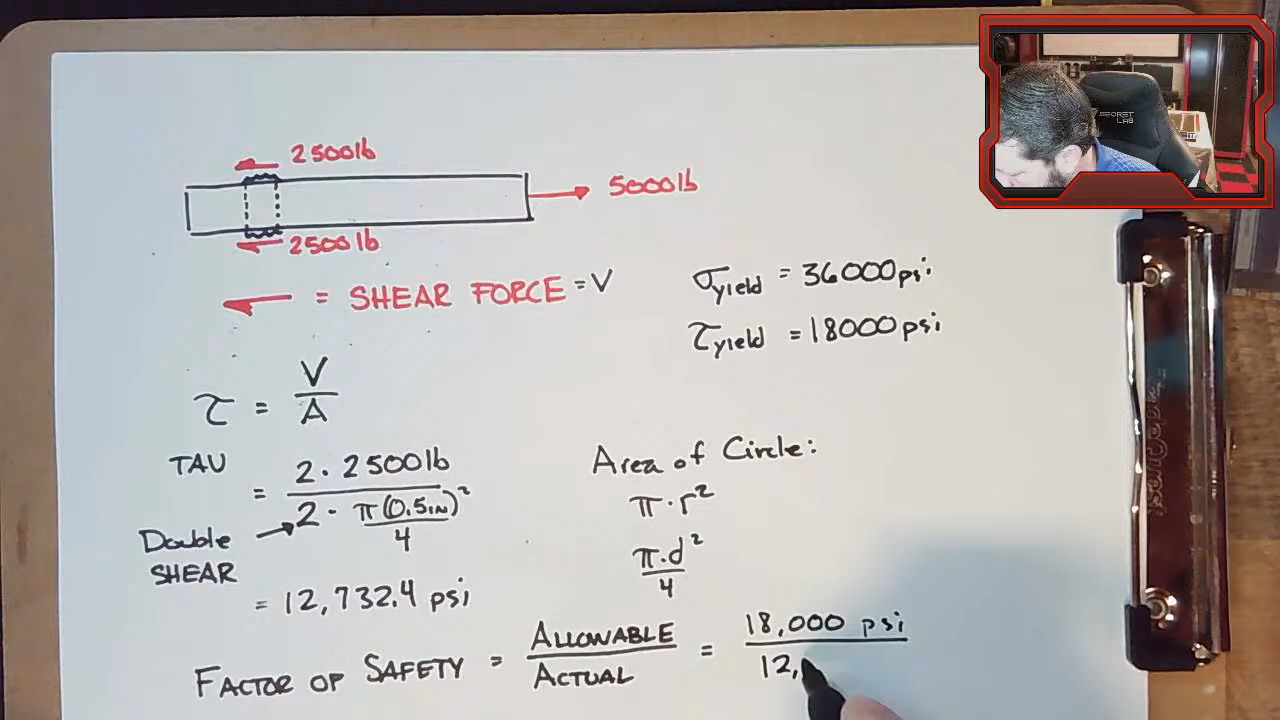 2500lb
5000lb
2500lb
= SHEAR FORCE = V
σyield = 36000psi
τyield = 18000psi
τ = V/A
TAU
= 2 · 2500lb / 2 · π(0.5in)²/4
Double
SHEAR
= 12,732.4 psi
Area of Circle:
π · r²
π · d²/4
FACTOR OF SAFETY = ALLOWABLE/ACTUAL = 18,000 psi/12,
SECRET
LAB